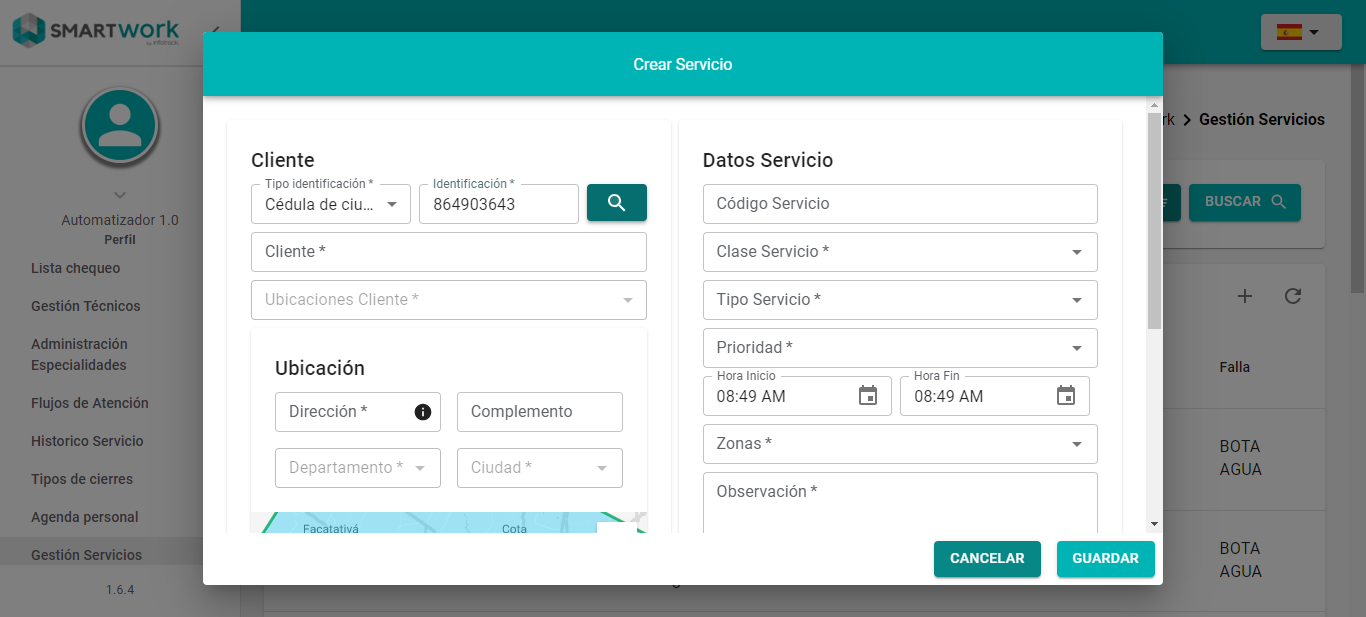 SMARTWORK
by infotrack
Crear Servicio
rk > Gestión Servicios
Automatizador 1.0
Perfil
Lista chequeo
Gestión Técnicos
Administración
Especialidades
Flujos de Atención
Historico Servicio
Tipos de cierres
Agenda personal
Gestión Servicios
1.6.4
Cliente
Tipo identificación *
Cédula de ciu...
Identificación *
864903643
Cliente *
Ubicaciones Cliente *
Ubicación
Dirección *
Complemento
Departamento *
Ciudad *
Facatativá
Cota
Datos Servicio
Código Servicio
Clase Servicio *
Tipo Servicio *
Prioridad *
Hora Inicio
08:49 AM
Hora Fin
08:49 AM
Zonas *
Observación *
CANCELAR
GUARDAR
BUSCAR
Falla
BOTA
AGUA
BOTA
AGUA